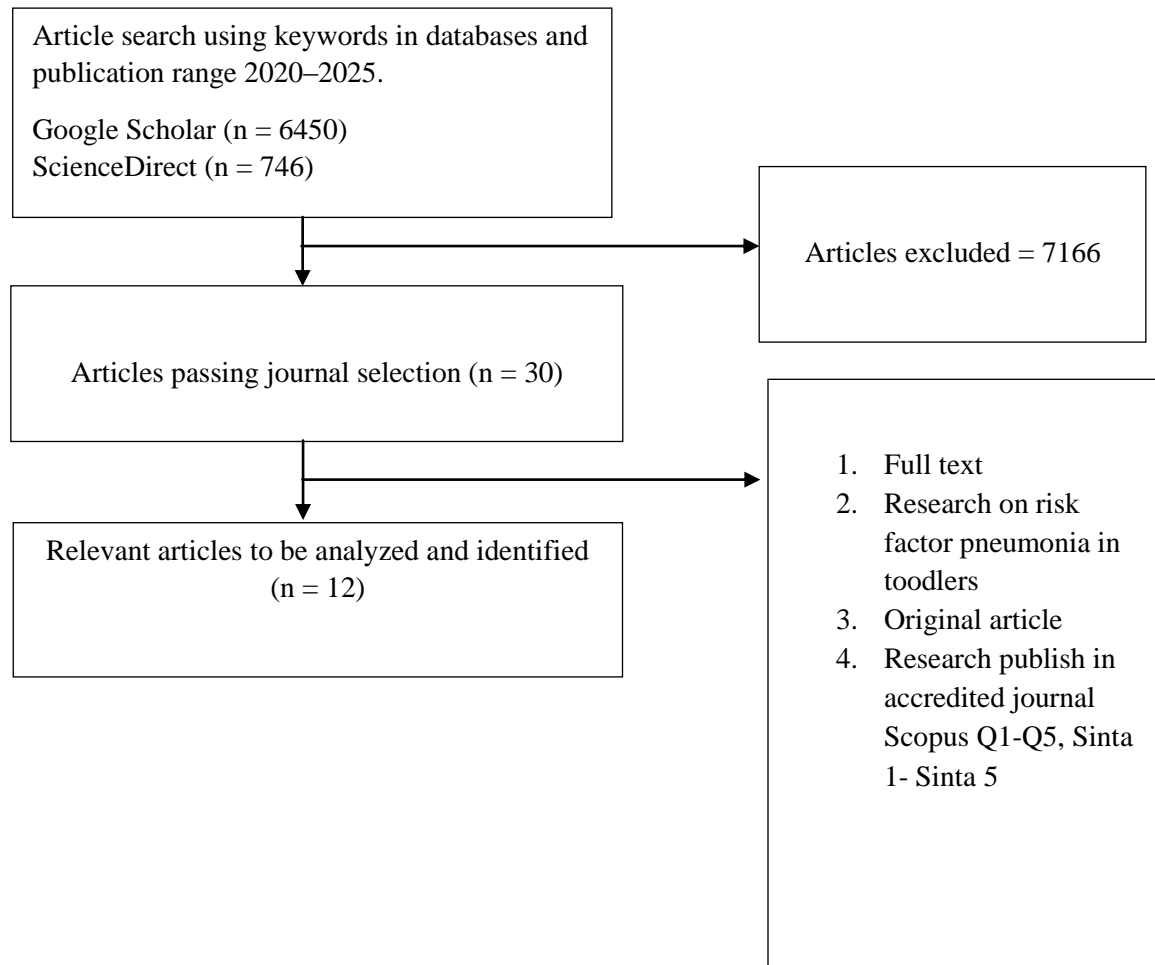 Article search using keywords in databases and
publication range 2020–2025.
Google Scholar (n = 6450)
ScienceDirect (n = 746)
Articles excluded = 7166
Articles passing journal selection (n = 30)
1. Full text
2. Research on risk
factor pneumonia in
toodlers
3. Original article
4. Research publish in
accredited journal
Scopus Q1-Q5, Sinta
1- Sinta 5
Relevant articles to be analyzed and identified
(n = 12)